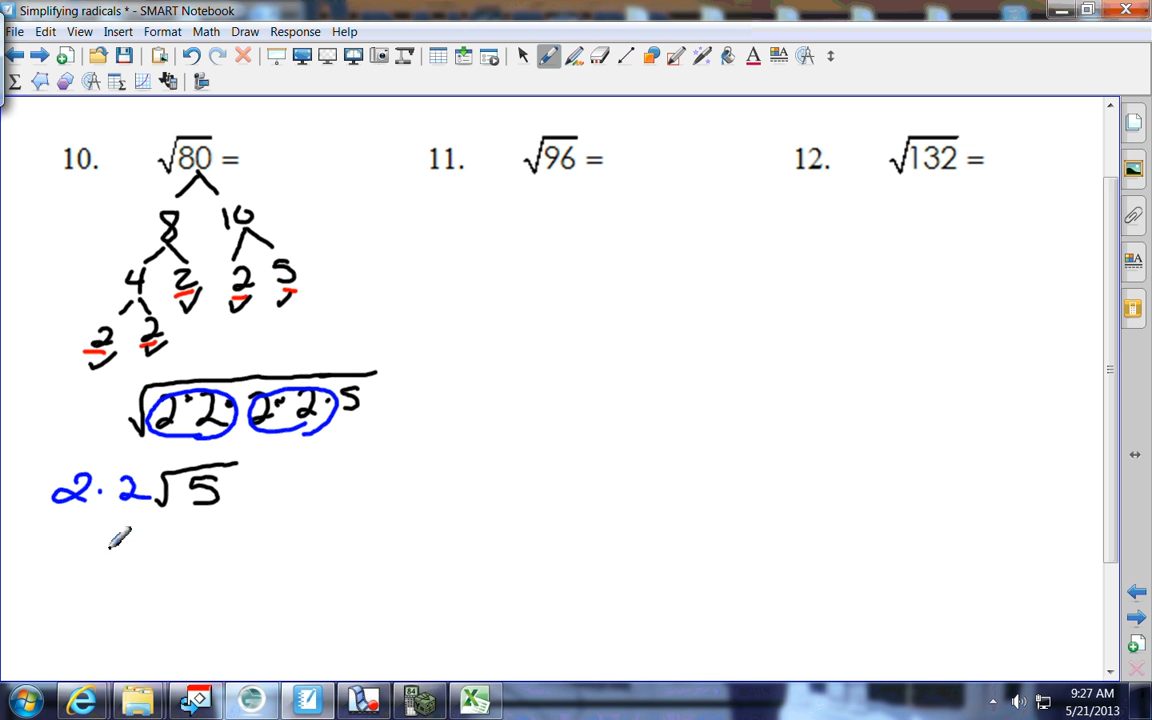 Simplifying radicals * - SMART Notebook
File Edit View Insert Format Math Draw Response Help
10. √80 =
11. √96 =
12. √132 =
8 10
4 2 2 5
2 2
√2·2·2·2·5
2·2√5
9:27 AM
5/21/2013